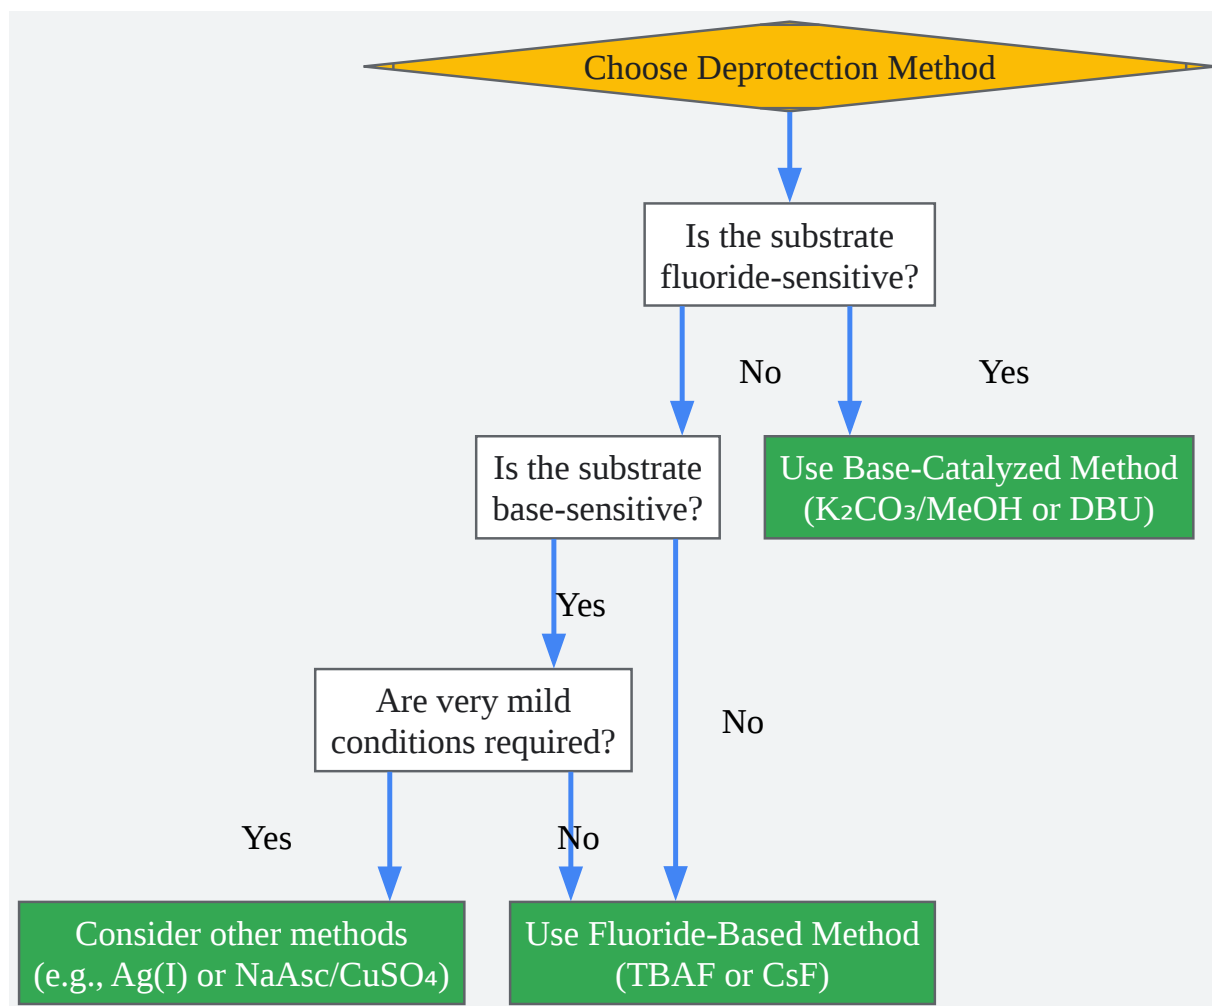 Choose Deprotection Method
Is the substrate
fluoride-sensitive?
No
Yes
Is the substrate
base-sensitive?
Use Base-Catalyzed Method
(K₂CO₃/MeOH or DBU)
Yes
Are very mild
conditions required?
No
Yes
No
Consider other methods
(e.g., Ag(I) or NaAsc/CuSO₄)
Use Fluoride-Based Method
(TBAF or CsF)